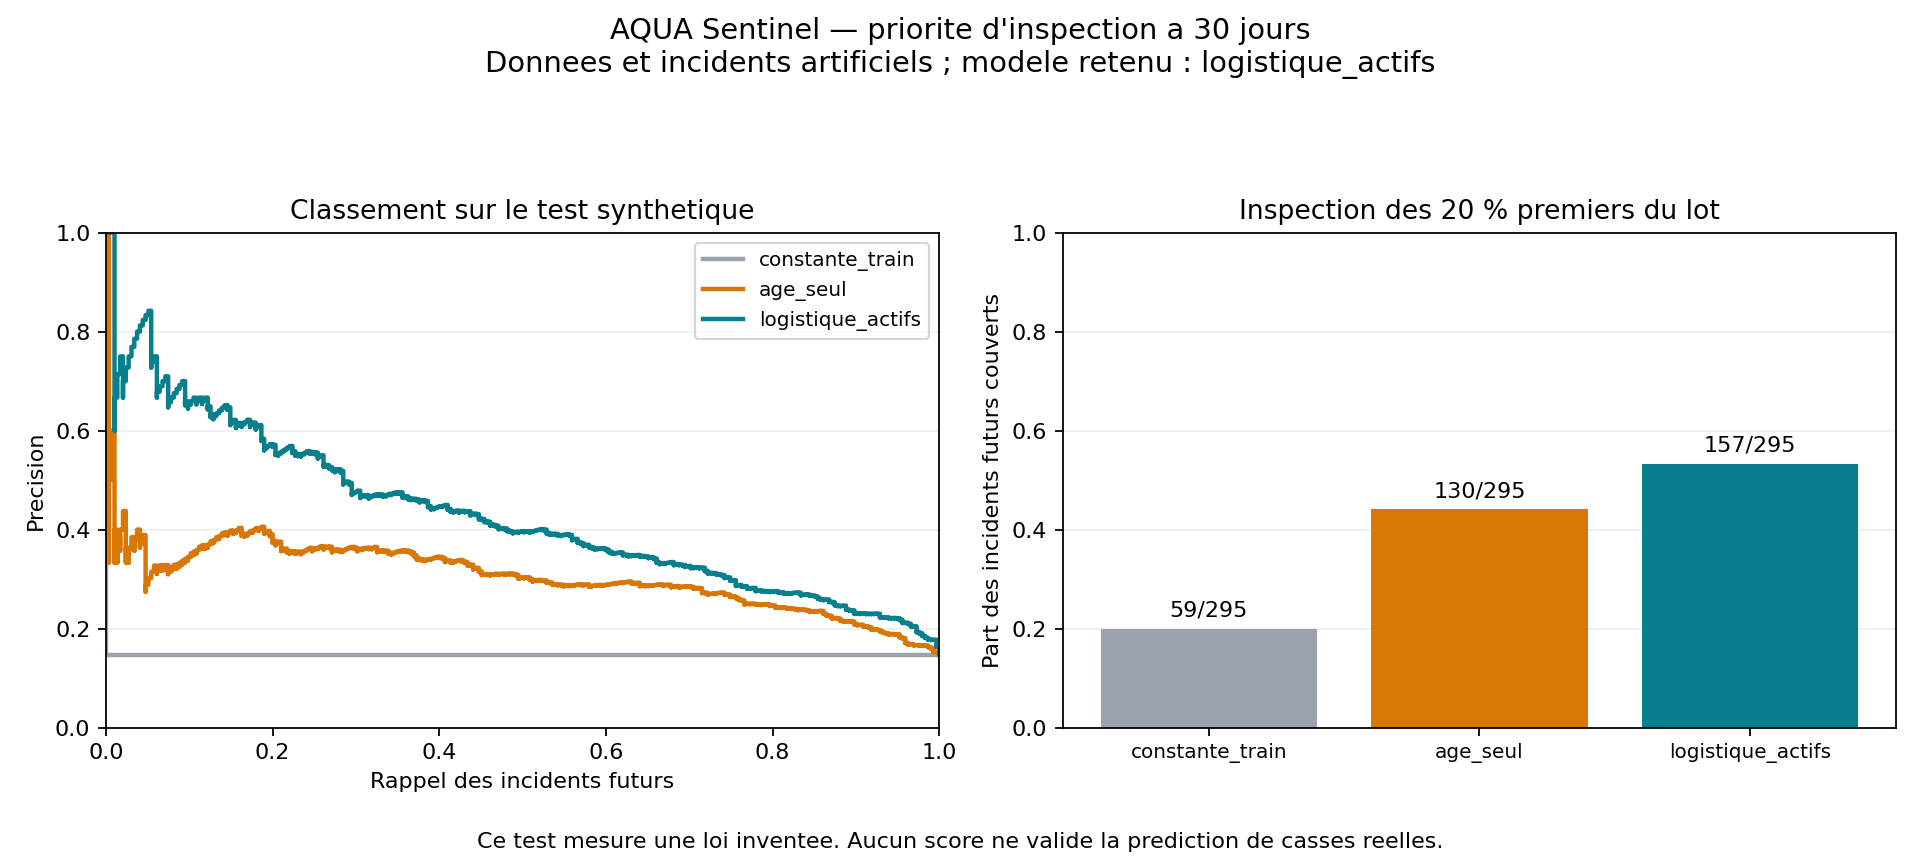 AQUA Sentinel — priorite d'inspection a 30 jours
Donnees et incidents artificiels ; modele retenu : logistique_actifs
Classement sur le test synthetique
1.0
0.8
0.6
0.4
0.2
0.0
Precision
constante_train
age_seul
logistique_actifs
0.0 0.2 0.4 0.6 0.8 1.0
Rappel des incidents futurs
Inspection des 20 % premiers du lot
1.0
0.8
0.6
0.4
0.2
0.0
Part des incidents futurs couverts
59/295
130/295
157/295
constante_train age_seul logistique_actifs
Ce test mesure une loi inventee. Aucun score ne valide la prediction de casses reelles.